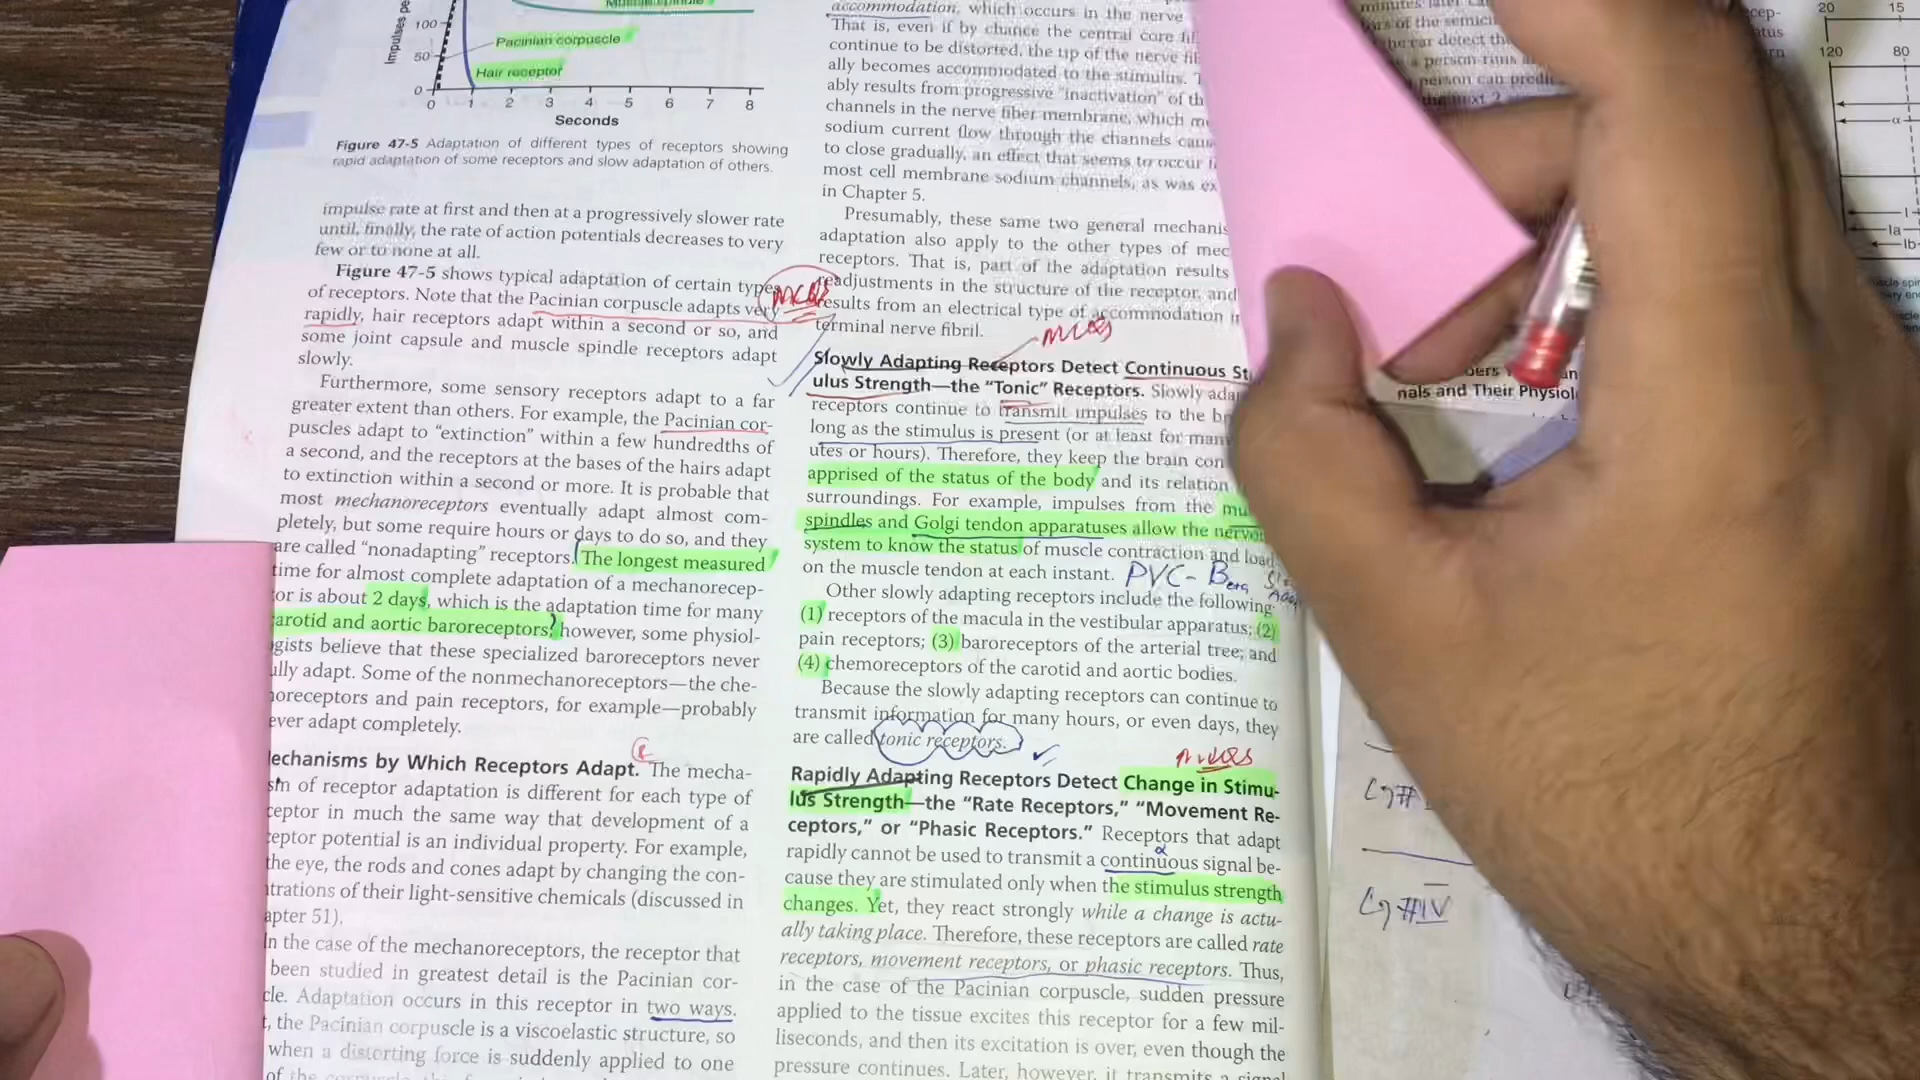 100
50
0
Impulses pe
Pacinian corpuscle
Hair receptor
0 1 2 3 4 5 6 7 8
Seconds
Figure 47-5 Adaptation of different types of receptors showing
rapid adaptation of some receptors and slow adaptation of others.
impulse rate at first and then at a progressively slower rate
until, finally, the rate of action potentials decreases to very
few or to none at all.
Figure 47-5 shows typical adaptation of certain types
of receptors. Note that the Pacinian corpuscle adapts very
rapidly, hair receptors adapt within a second or so, and
some joint capsule and muscle spindle receptors adapt
slowly.
MCQs
Furthermore, some sensory receptors adapt to a far
greater extent than others. For example, the Pacinian cor-
puscles adapt to “extinction” within a few hundredths of
a second, and the receptors at the bases of the hairs adapt
to extinction within a second or more. It is probable that
most mechanoreceptors eventually adapt almost com-
pletely, but some require hours or days to do so, and they
are called “nonadapting” receptors. The longest measured
time for almost complete adaptation of a mechanorecep-
or is about 2 days, which is the adaptation time for many
arotid and aortic baroreceptors; however, some physiol-
gists believe that these specialized baroreceptors never
ully adapt. Some of the nonmechanoreceptors—the che-
oreceptors and pain receptors, for example—probably
ever adapt completely.
echanisms by Which Receptors Adapt. The mecha-
sm of receptor adaptation is different for each type of
ceptor in much the same way that development of a
ceptor potential is an individual property. For example,
the eye, the rods and cones adapt by changing the con-
ntrations of their light-sensitive chemicals (discussed in
apter 51).
In the case of the mechanoreceptors, the receptor that
been studied in greatest detail is the Pacinian cor-
cle. Adaptation occurs in this receptor in two ways.
t, the Pacinian corpuscle is a viscoelastic structure, so
when a distorting force is suddenly applied to one
accommodation, which occurs in the nerve
That is, even if by chance the central core fi
continue to be distorted, the tip of the nerve fi
ally becomes accommodated to the stimulus. T
ably results from progressive “inactivation” of th
channels in the nerve fiber membrane, which m
sodium current flow through the channels caus
to close gradually, an effect that seems to occur f
most cell membrane sodium channels, as was ex
in Chapter 5.
Presumably, these same two general mechanis
adaptation also apply to the other types of mec
receptors. That is, part of the adaptation results
readjustments in the structure of the receptor, and
results from an electrical type of accommodation i
terminal nerve fibril.
MCQs
Slowly Adapting Receptors Detect Continuous St
ulus Strength—the “Tonic” Receptors. Slowly ada
receptors continue to transmit impulses to the br
long as the stimulus is present (or at least for man
utes or hours). Therefore, they keep the brain con
apprised of the status of the body and its relation
surroundings. For example, impulses from the mu
spindles and Golgi tendon apparatuses allow the nervou
system to know the status of muscle contraction and load
on the muscle tendon at each instant. PVC-
Other slowly adapting receptors include the following:
(1) receptors of the macula in the vestibular apparatus; (2)
pain receptors; (3) baroreceptors of the arterial tree; and
(4) chemoreceptors of the carotid and aortic bodies.
Because the slowly adapting receptors can continue to
transmit information for many hours, or even days, they
are called tonic receptors.
MCQs
Rapidly Adapting Receptors Detect Change in Stimu-
lus Strength—the “Rate Receptors,” “Movement Re-
ceptors,” or “Phasic Receptors.” Receptors that adapt
rapidly cannot be used to transmit a continuous signal be-
cause they are stimulated only when the stimulus strength
changes. Yet, they react strongly while a change is actu-
ally taking place. Therefore, these receptors are called rate
receptors, movement receptors, or phasic receptors. Thus,
in the case of the Pacinian corpuscle, sudden pressure
applied to the tissue excites this receptor for a few mil-
liseconds, and then its excitation is over, even though the
pressure continues. Later, however, it transmits a signal
tors of the semici
he ear detect the
a person runs a
person can predi
nals and Their Physiol
20 15
120 80